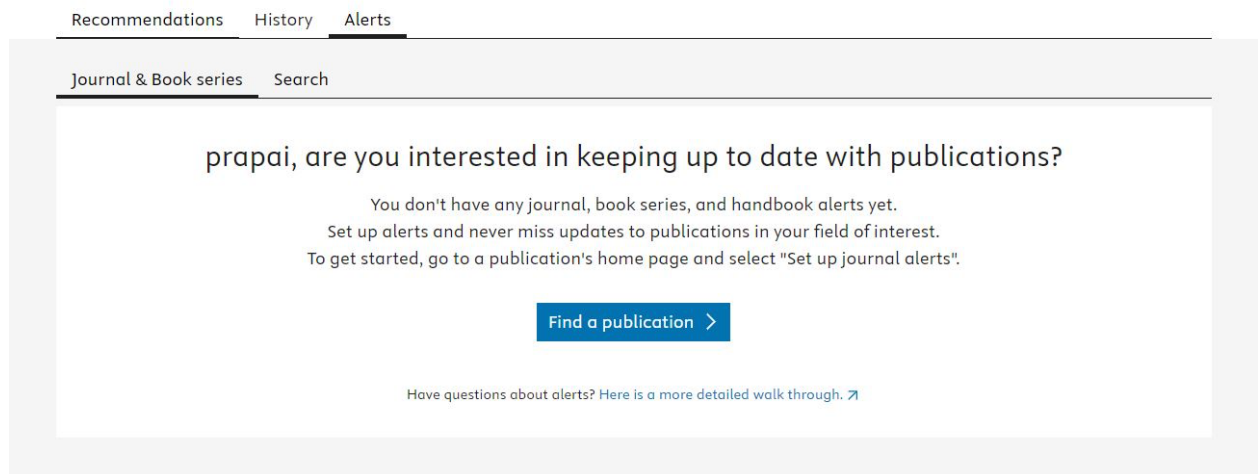 Recommendations History Alerts
Journal & Book series Search
prapai, are you interested in keeping up to date with publications?
You don't have any journal, book series, and handbook alerts yet.
Set up alerts and never miss updates to publications in your field of interest.
To get started, go to a publication's home page and select "Set up journal alerts".
Find a publication
Have questions about alerts? Here is a more detailed walk through.